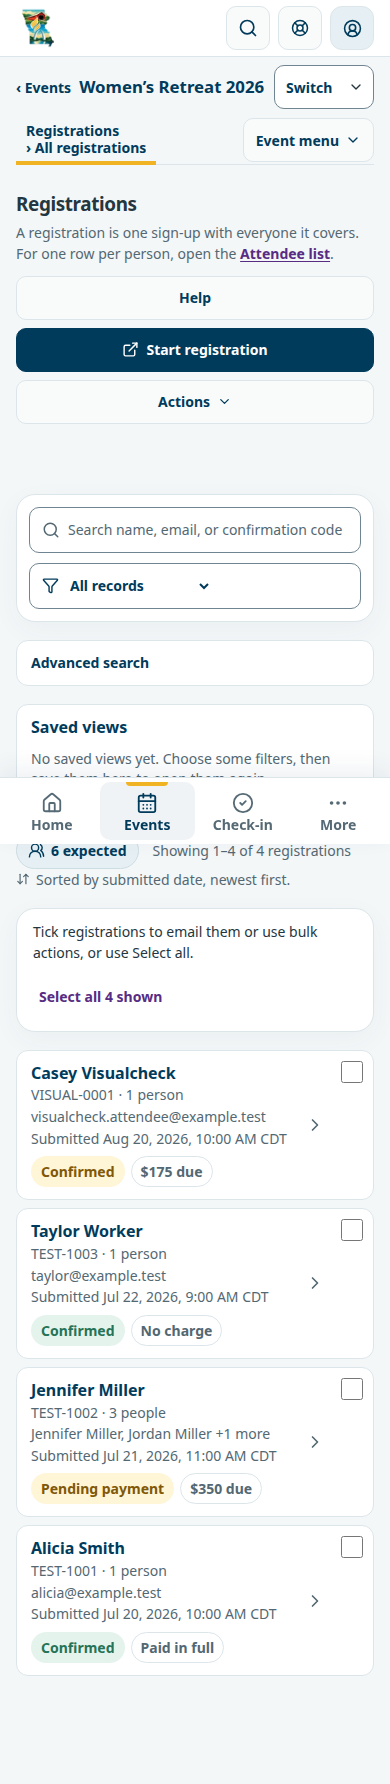 ‹ Events Women's Retreat 2026 Switch
Registrations
› All registrations
Event menu
Registrations
A registration is one sign-up with everyone it covers.
For one row per person, open the Attendee list.
Help
Start registration
Actions
Search name, email, or confirmation code
All records
Advanced search
Saved views
No saved views yet. Choose some filters, then
Home Events Check-in More
6 expected Showing 1–4 of 4 registrations
Sorted by submitted date, newest first.
Tick registrations to email them or use bulk
actions, or use Select all.
Select all 4 shown
Casey Visualcheck
VISUAL-0001 · 1 person
visualcheck.attendee@example.test
Submitted Aug 20, 2026, 10:00 AM CDT
Confirmed $175 due
Taylor Worker
TEST-1003 · 1 person
taylor@example.test
Submitted Jul 22, 2026, 9:00 AM CDT
Confirmed No charge
Jennifer Miller
TEST-1002 · 3 people
Jennifer Miller, Jordan Miller +1 more
Submitted Jul 21, 2026, 11:00 AM CDT
Pending payment $350 due
Alicia Smith
TEST-1001 · 1 person
alicia@example.test
Submitted Jul 20, 2026, 10:00 AM CDT
Confirmed Paid in full